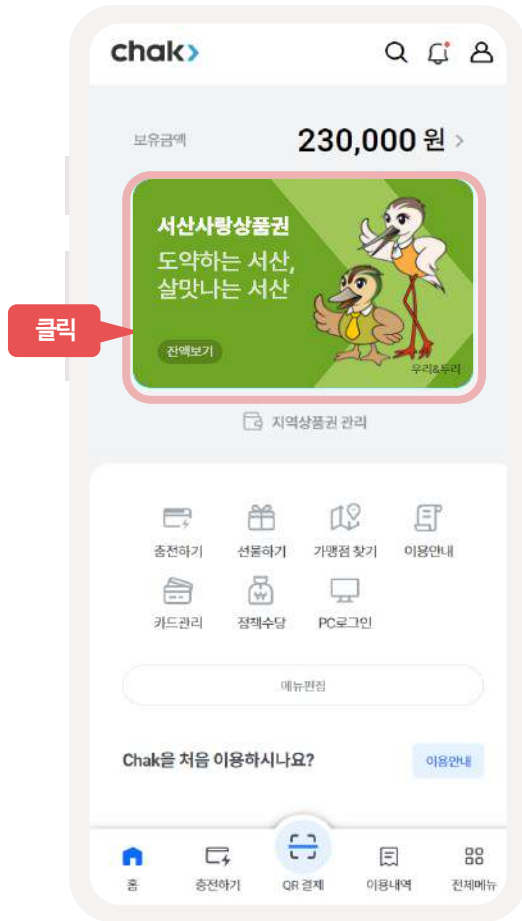 chak
보유금액 230,000 원
서산사랑상품권
도약하는 서산,
살맛나는 서산
클릭
잔액보기
우리&두리
지역상품권 관리
충전하기 선물하기 가맹점 찾기 이용안내
카드관리 정책수당 PC로그인
메뉴편집
Chak을 처음 이용하시나요? 이용안내
홈 충전하기 QR 결제 이용내역 전체메뉴